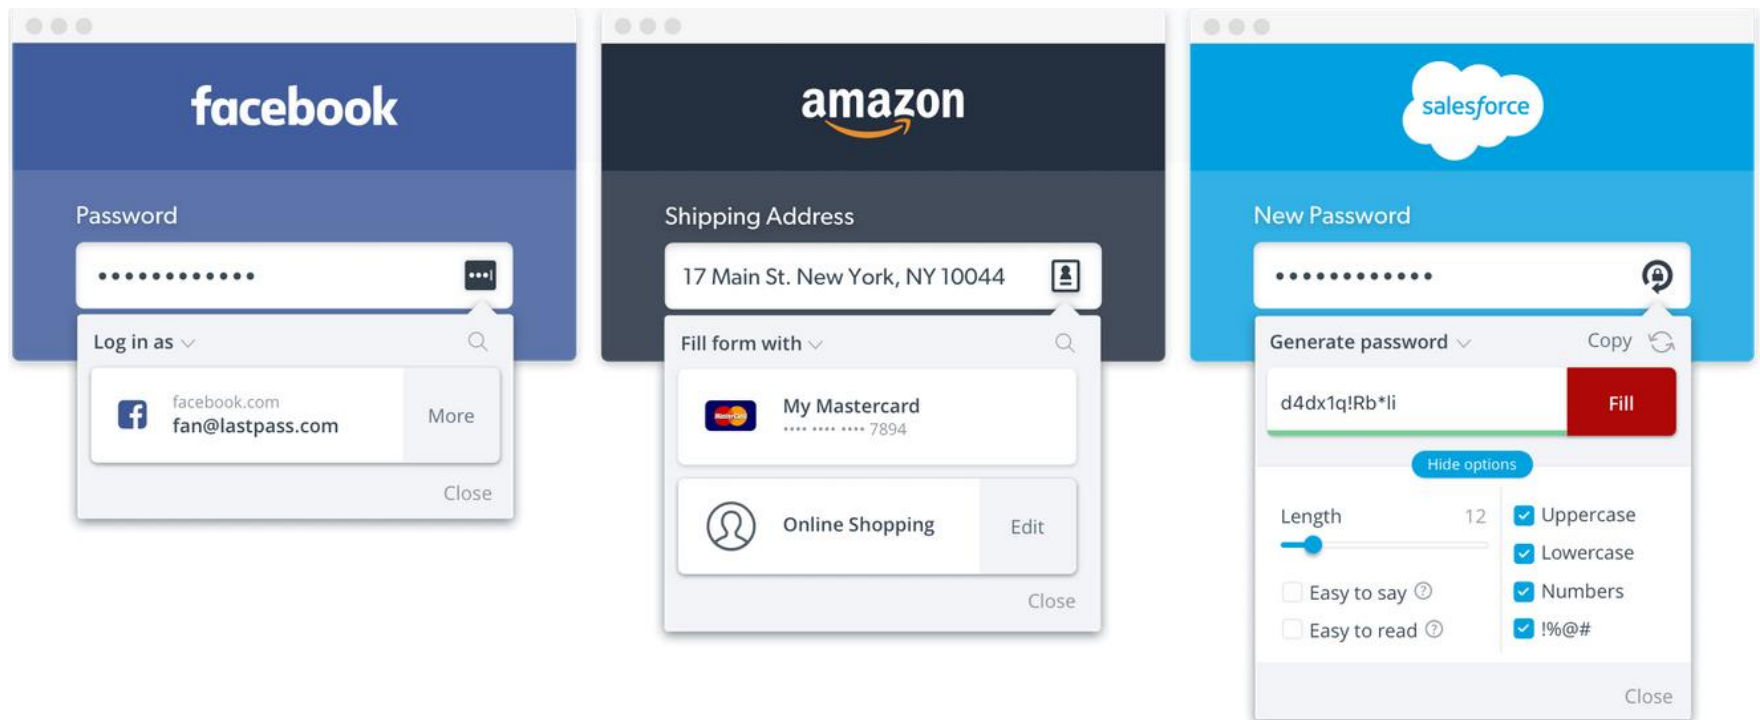 facebook
Password
••••••••••••
Log in as
facebook.com
fan@lastpass.com
More
Close
amazon
Shipping Address
17 Main St. New York, NY 10044
Fill form with
MasterCard
My Mastercard
•••• •••• •••• 7894
Online Shopping
Edit
Close
salesforce
New Password
••••••••••••
Generate password
Copy
d4dx1q!Rb*li
Fill
Hide options
Length 12
Easy to say ?
Easy to read ?
Uppercase
Lowercase
Numbers
!%@#
Close